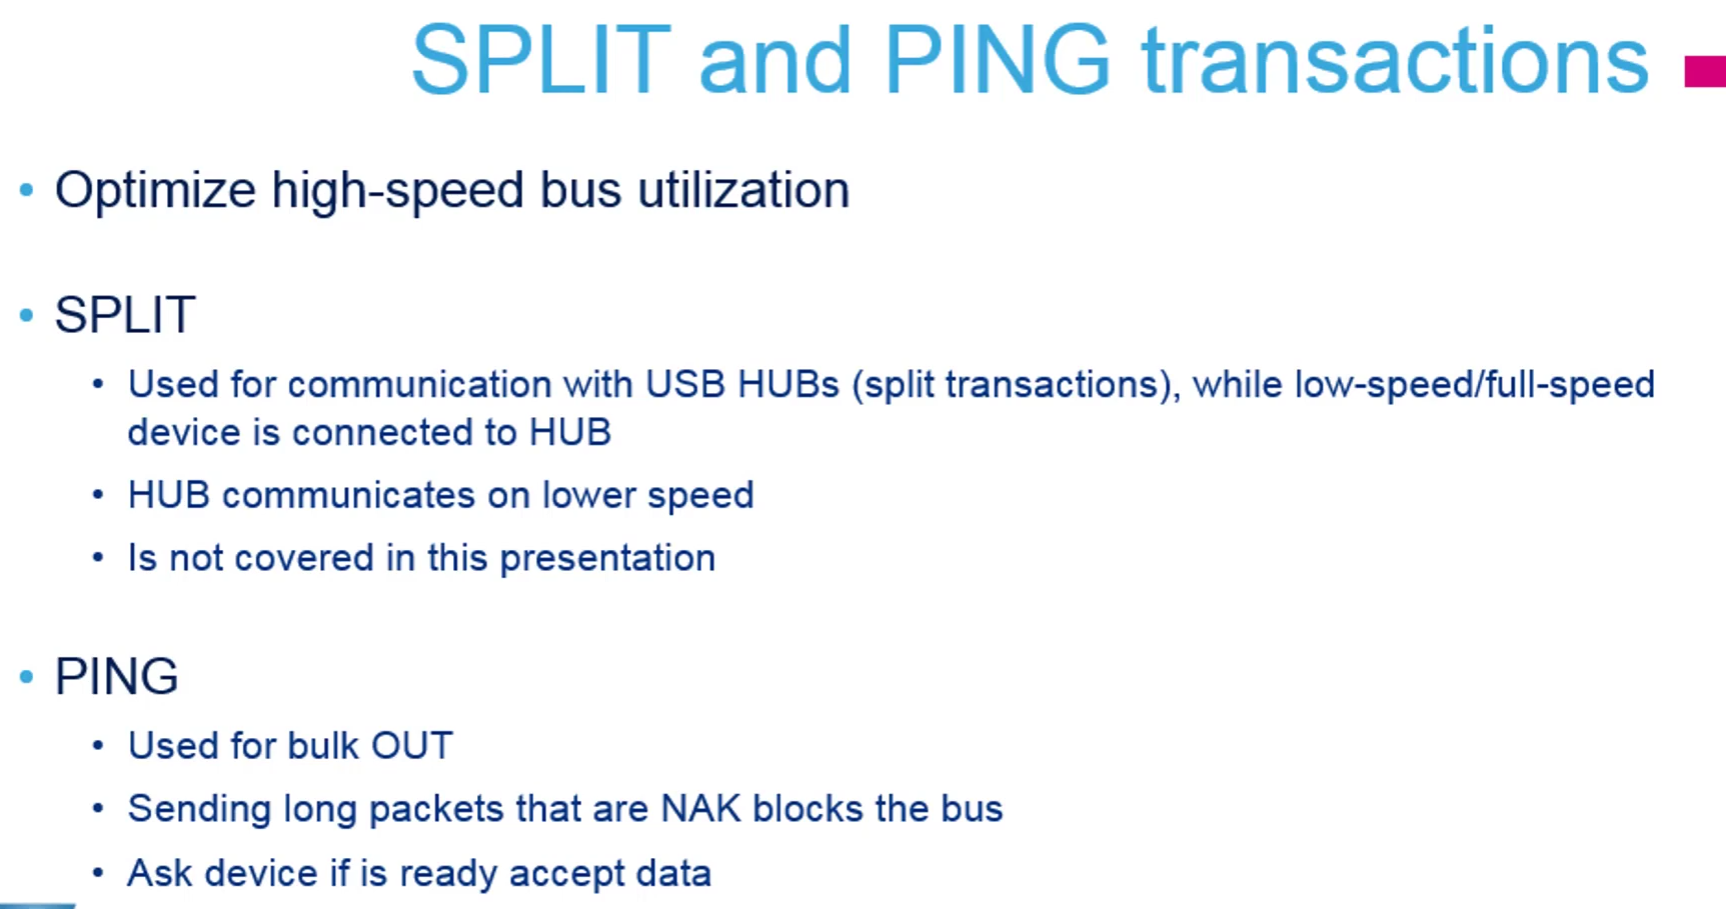 SPLIT and PING transactions
• Optimize high-speed bus utilization
• SPLIT
• Used for communication with USB HUBs (split transactions), while low-speed/full-speed
device is connected to HUB
• HUB communicates on lower speed
• Is not covered in this presentation
• PING
• Used for bulk OUT
• Sending long packets that are NAK blocks the bus
• Ask device if is ready accept data